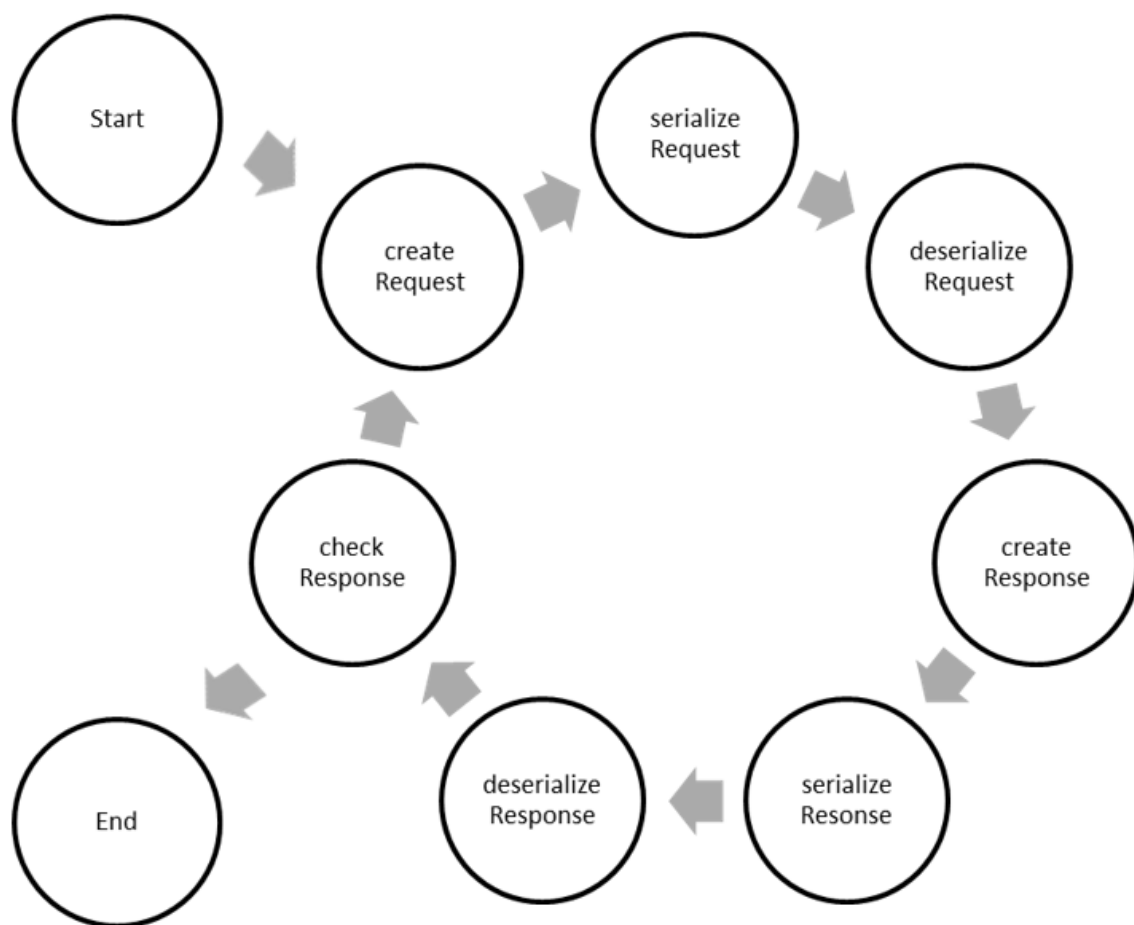 Start
serialize
Request
create
Request
deserialize
Request
check
Response
create
Response
End
deserialize
Response
serialize
Resonse